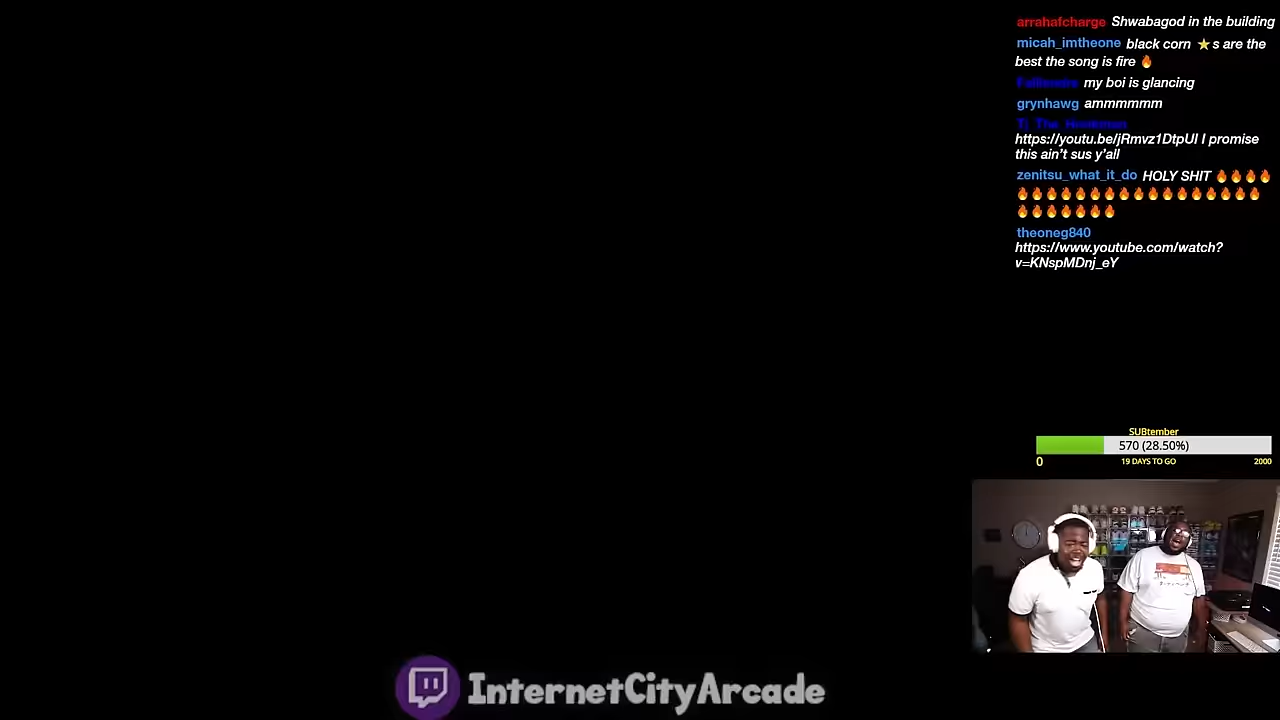 arrahafcharge Shwabagod in the building
micah_imtheone black corn ⭐s are the
best the song is fire 🔥
my boi is glancing
grynhawg ammmmmm
https://youtu.be/jRmvz1DtpUI I promise
this ain't sus y'all
zenitsu_what_it_do HOLY SHIT 🔥🔥🔥🔥
🔥🔥🔥🔥🔥🔥🔥🔥🔥🔥🔥🔥🔥🔥🔥🔥🔥
🔥🔥🔥🔥🔥🔥🔥
theoneg840
https://www.youtube.com/watch?
v=KNspMDnj_eY
SUBtember
570 (28.50%)
0 19 DAYS TO GO 2000
InternetCityArcade